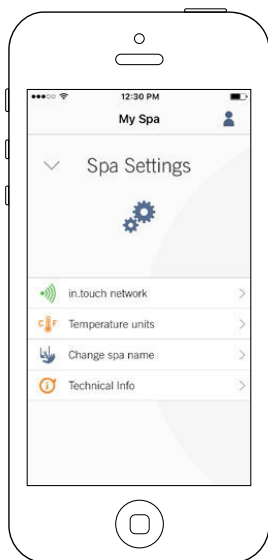 12:30 PM
My Spa
Spa Settings
in.touch network
C F Temperature units
Change spa name
Technical Info